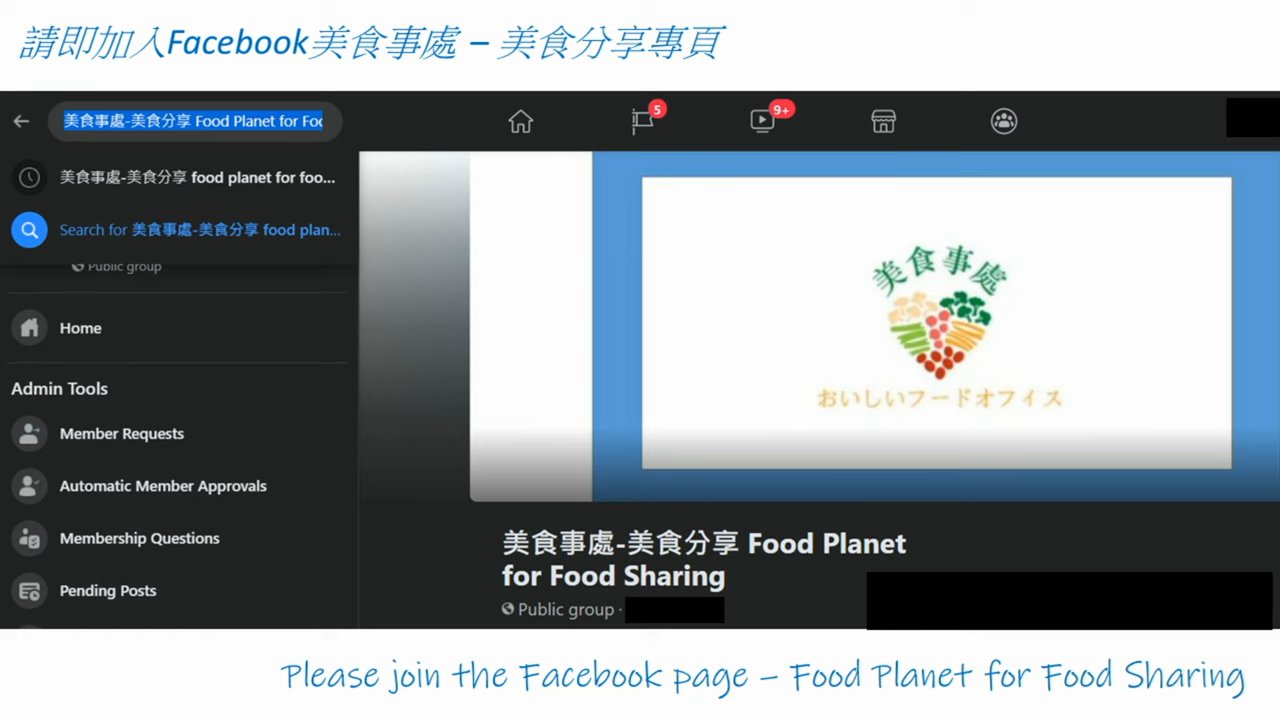 請即加入Facebook美食事處 – 美食分享專頁
美食事處-美食分享 Food Planet for Foo
5
9+
美食事處-美食分享 food planet for foo...
Search for 美食事處-美食分享 food plan...
Public group
Home
Admin Tools
Member Requests
Automatic Member Approvals
Membership Questions
Pending Posts
美食事處
おいしいフードオフィス
美食事處-美食分享 Food Planet
for Food Sharing
Public group ·
Please join the Facebook page – Food Planet for Food Sharing